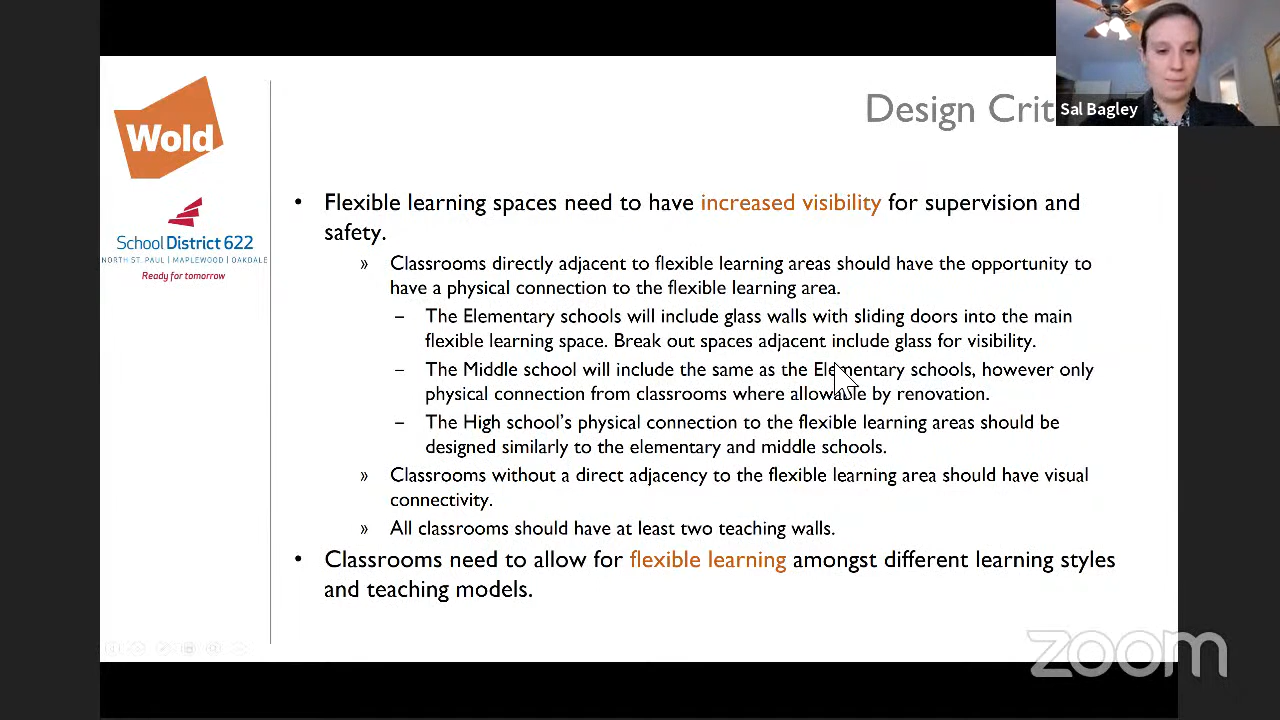 Design Crit
Sal Bagley
Wold
School District 622
NORTH ST. PAUL | MAPLEWOOD | OAKDALE
Ready for tomorrow
• Flexible learning spaces need to have increased visibility for supervision and
safety.
» Classrooms directly adjacent to flexible learning areas should have the opportunity to
have a physical connection to the flexible learning area.
– The Elementary schools will include glass walls with sliding doors into the main
flexible learning space. Break out spaces adjacent include glass for visibility.
– The Middle school will include the same as the Elementary schools, however only
physical connection from classrooms where allowable by renovation.
– The High school's physical connection to the flexible learning areas should be
designed similarly to the elementary and middle schools.
» Classrooms without a direct adjacency to the flexible learning area should have visual
connectivity.
» All classrooms should have at least two teaching walls.
• Classrooms need to allow for flexible learning amongst different learning styles
and teaching models.
zoom